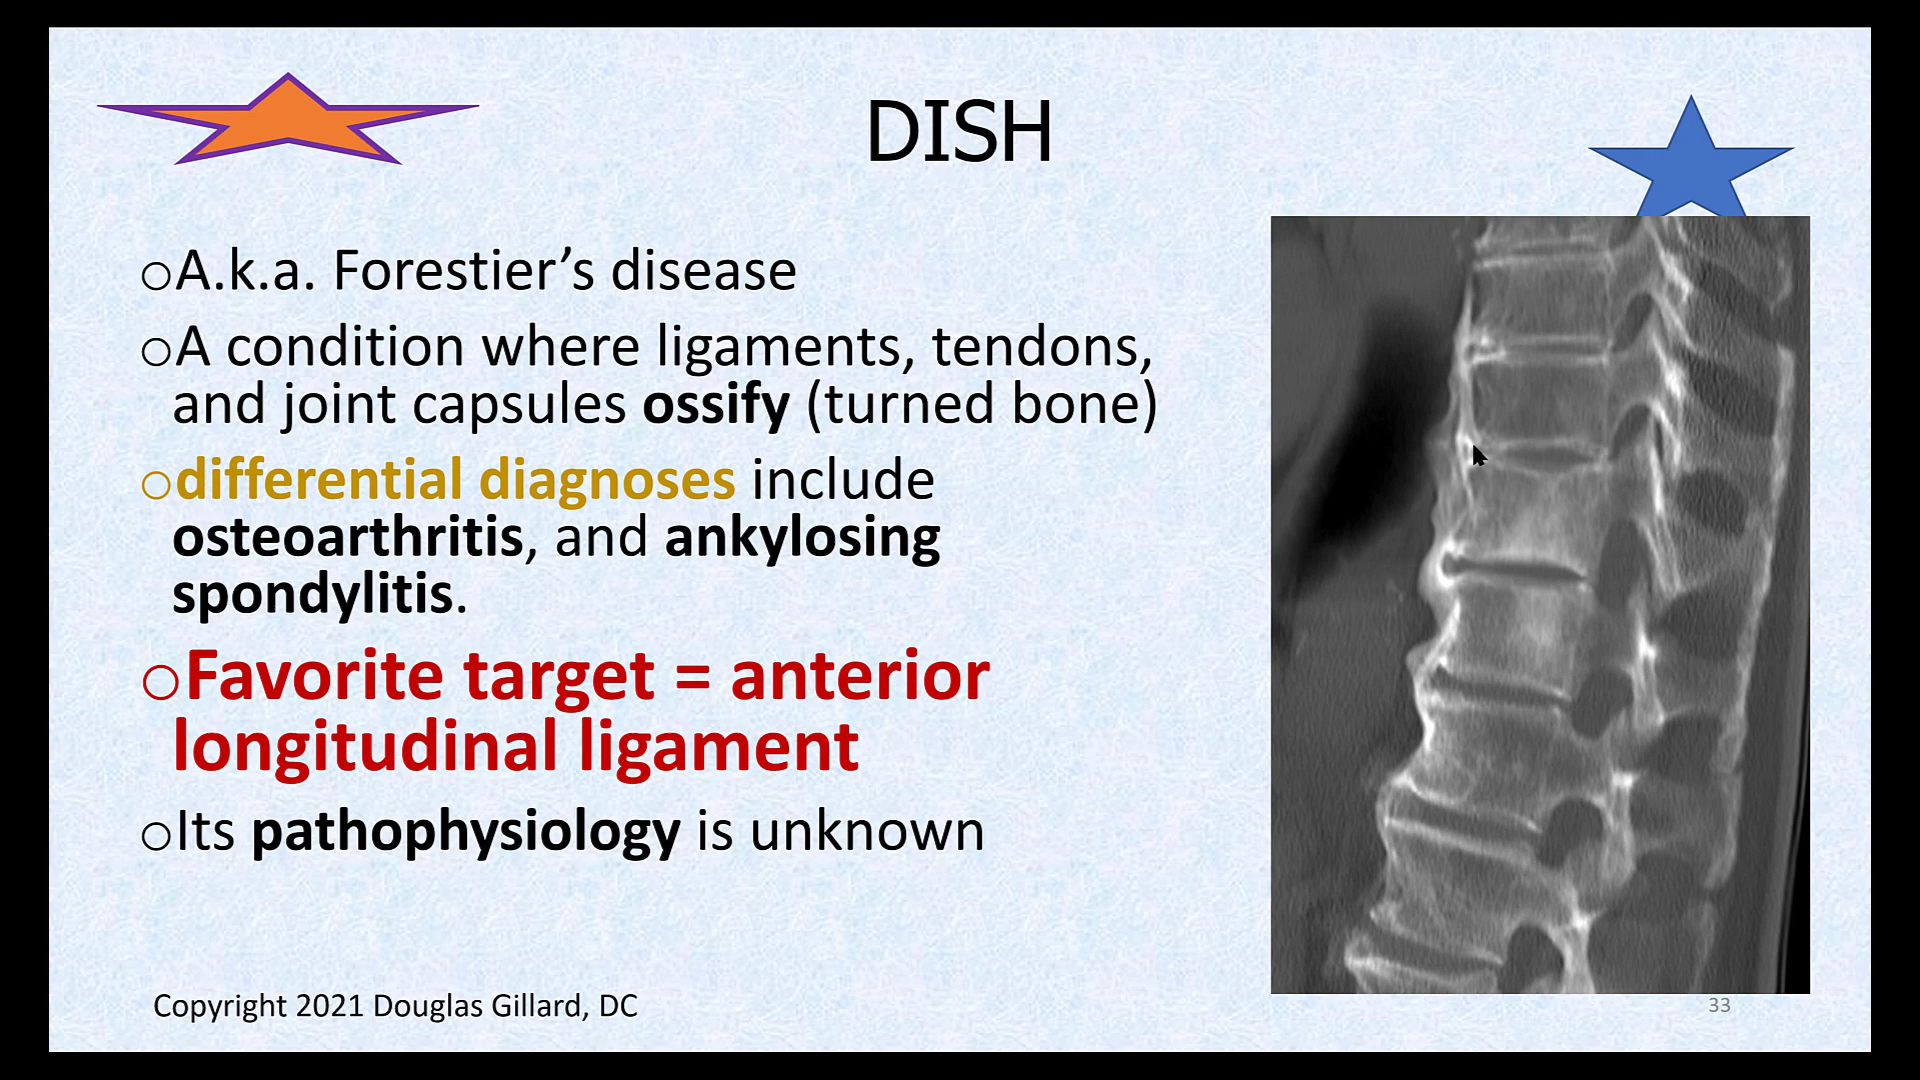 DISH
oA.k.a. Forestier’s disease
oA condition where ligaments, tendons,
and joint capsules ossify (turned bone)
odifferential diagnoses include
osteoarthritis, and ankylosing
spondylitis.
oFavorite target = anterior
longitudinal ligament
oIts pathophysiology is unknown
Copyright 2021 Douglas Gillard, DC
33